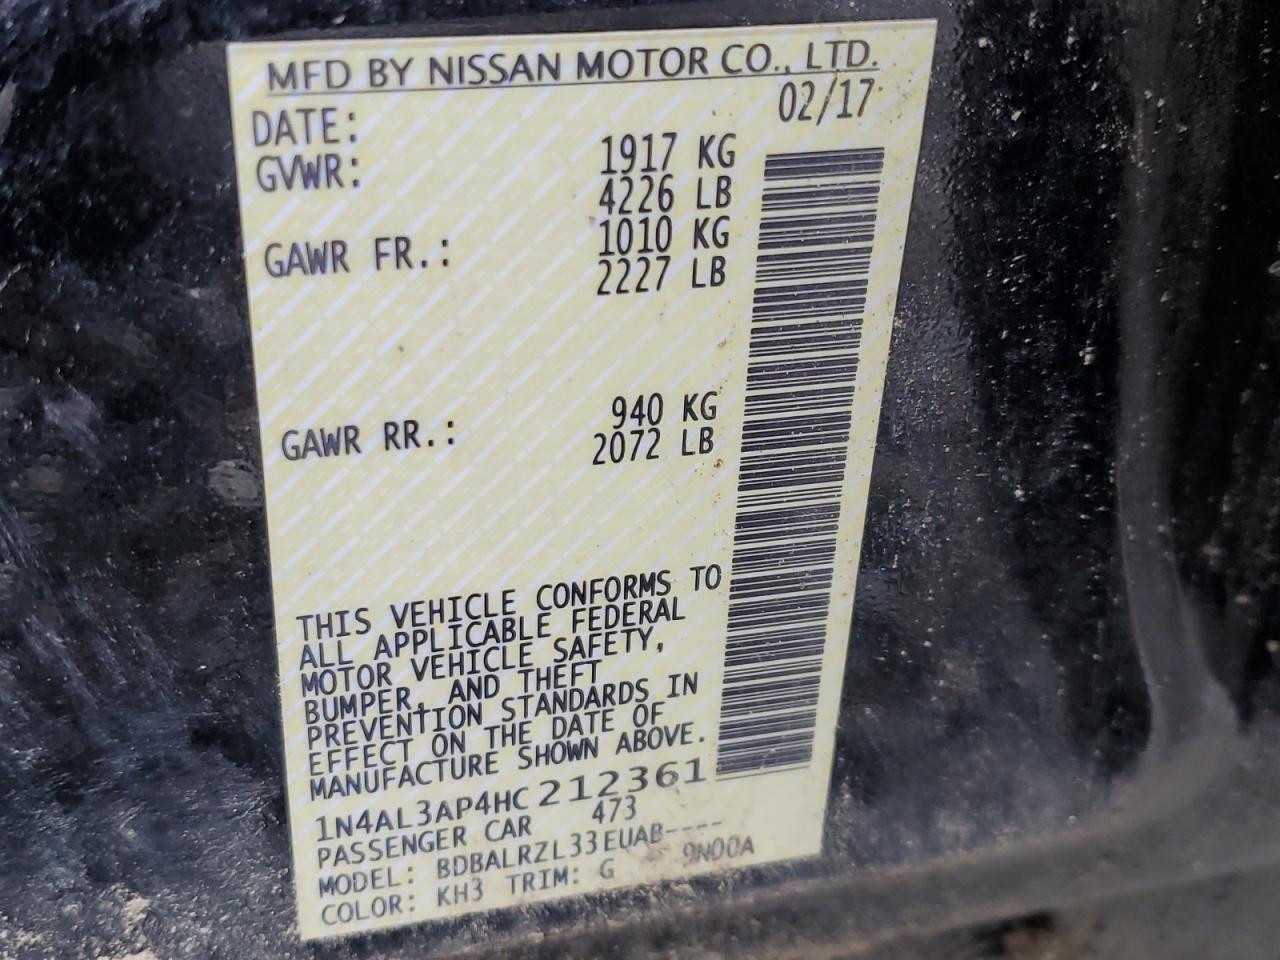 MFD BY NISSAN MOTOR CO., LTD.
DATE: 02/17
GVWR: 1917 KG
4226 LB
GAWR FR.: 1010 KG
2227 LB
GAWR RR.: 940 KG
2072 LB
THIS VEHICLE CONFORMS TO
ALL APPLICABLE FEDERAL
MOTOR VEHICLE SAFETY,
BUMPER, AND THEFT
PREVENTION STANDARDS IN
EFFECT ON THE DATE OF
MANUFACTURE SHOWN ABOVE.
1N4AL3AP4HC212361
PASSENGER CAR 473
MODEL: BDBALRZL33EUAB----
COLOR: KH3 TRIM: G 9N00A